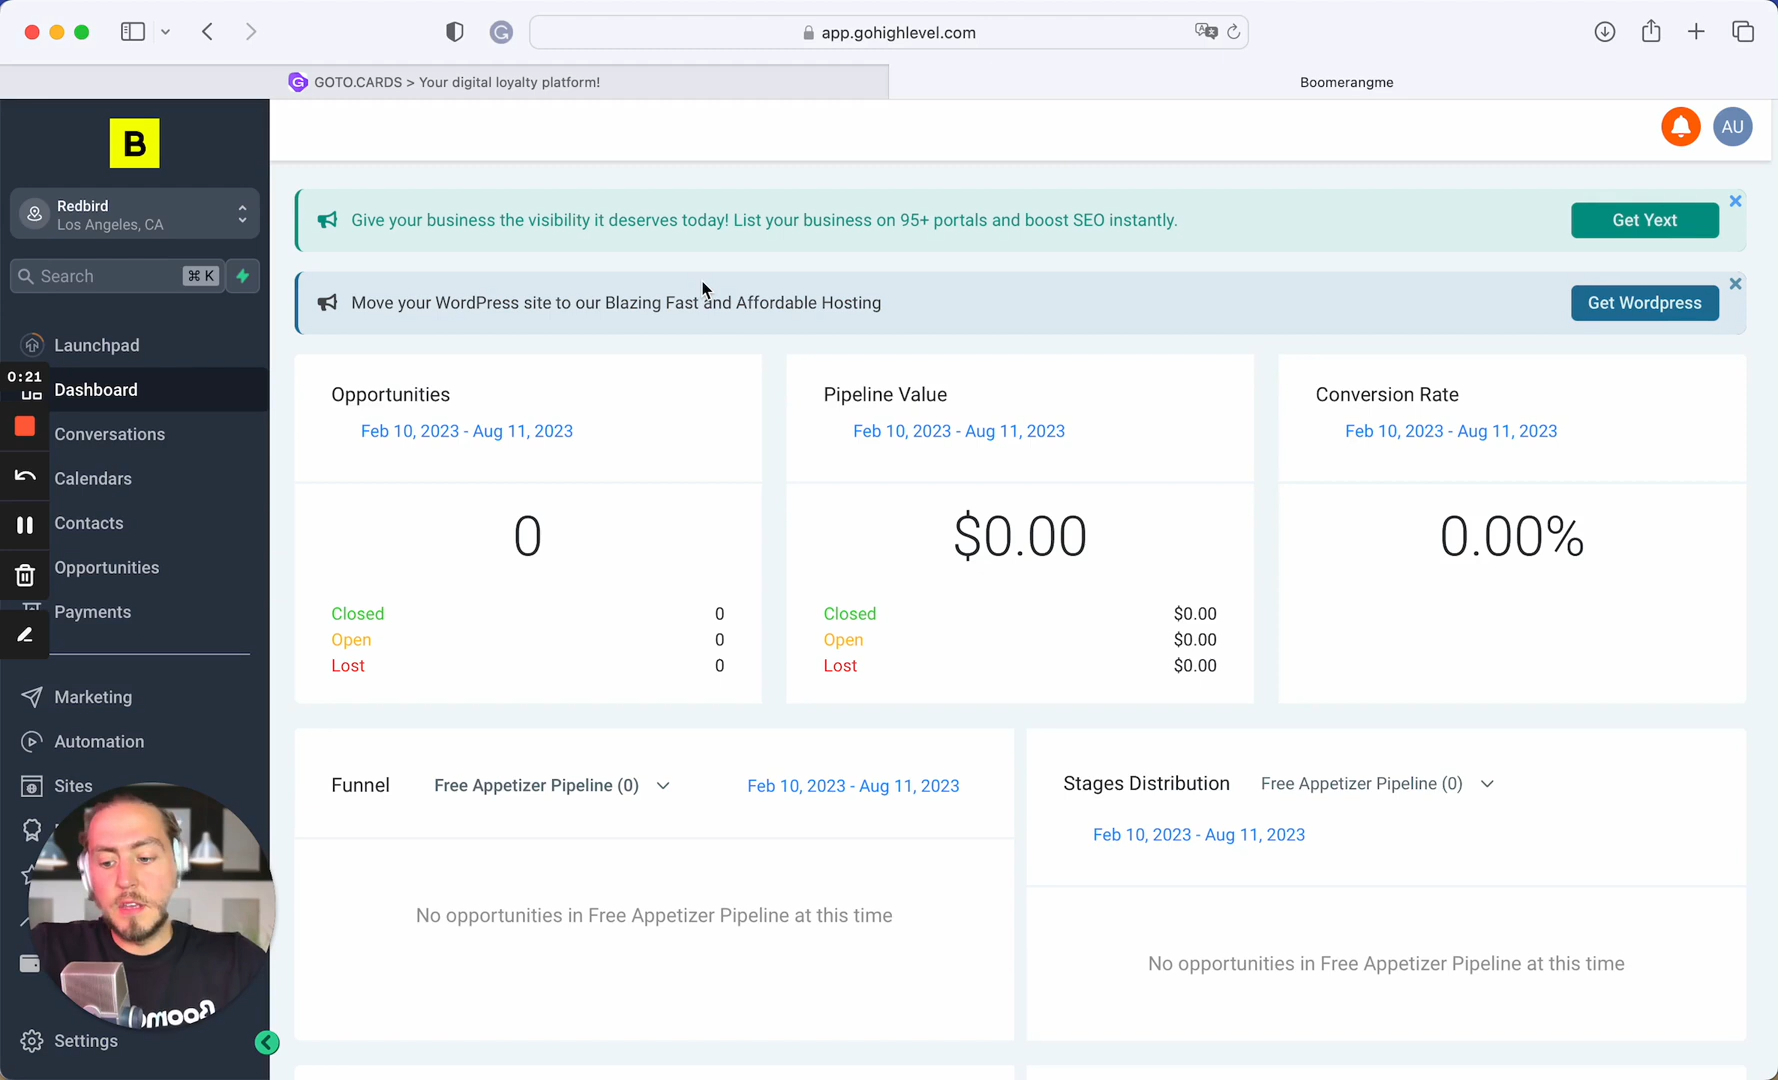 app.gohighlevel.com
GOTO.CARDS > Your digital loyalty platform!
Boomerangme
B
AU
Redbird
Los Angeles, CA
Search ⌘ K
Give your business the visibility it deserves today! List your business on 95+ portals and boost SEO instantly.
Get Yext
Move your WordPress site to our Blazing Fast and Affordable Hosting
Get Wordpress
Launchpad
0:21
Dashboard
Conversations
Calendars
Contacts
Opportunities
Payments
Marketing
Automation
Sites
Settings
Opportunities
Feb 10, 2023 - Aug 11, 2023
0
Closed 0
Open 0
Lost 0
Pipeline Value
Feb 10, 2023 - Aug 11, 2023
$0.00
Closed $0.00
Open $0.00
Lost $0.00
Conversion Rate
Feb 10, 2023 - Aug 11, 2023
0.00%
Funnel
Free Appetizer Pipeline (0)
Feb 10, 2023 - Aug 11, 2023
No opportunities in Free Appetizer Pipeline at this time
Stages Distribution
Free Appetizer Pipeline (0)
Feb 10, 2023 - Aug 11, 2023
No opportunities in Free Appetizer Pipeline at this time